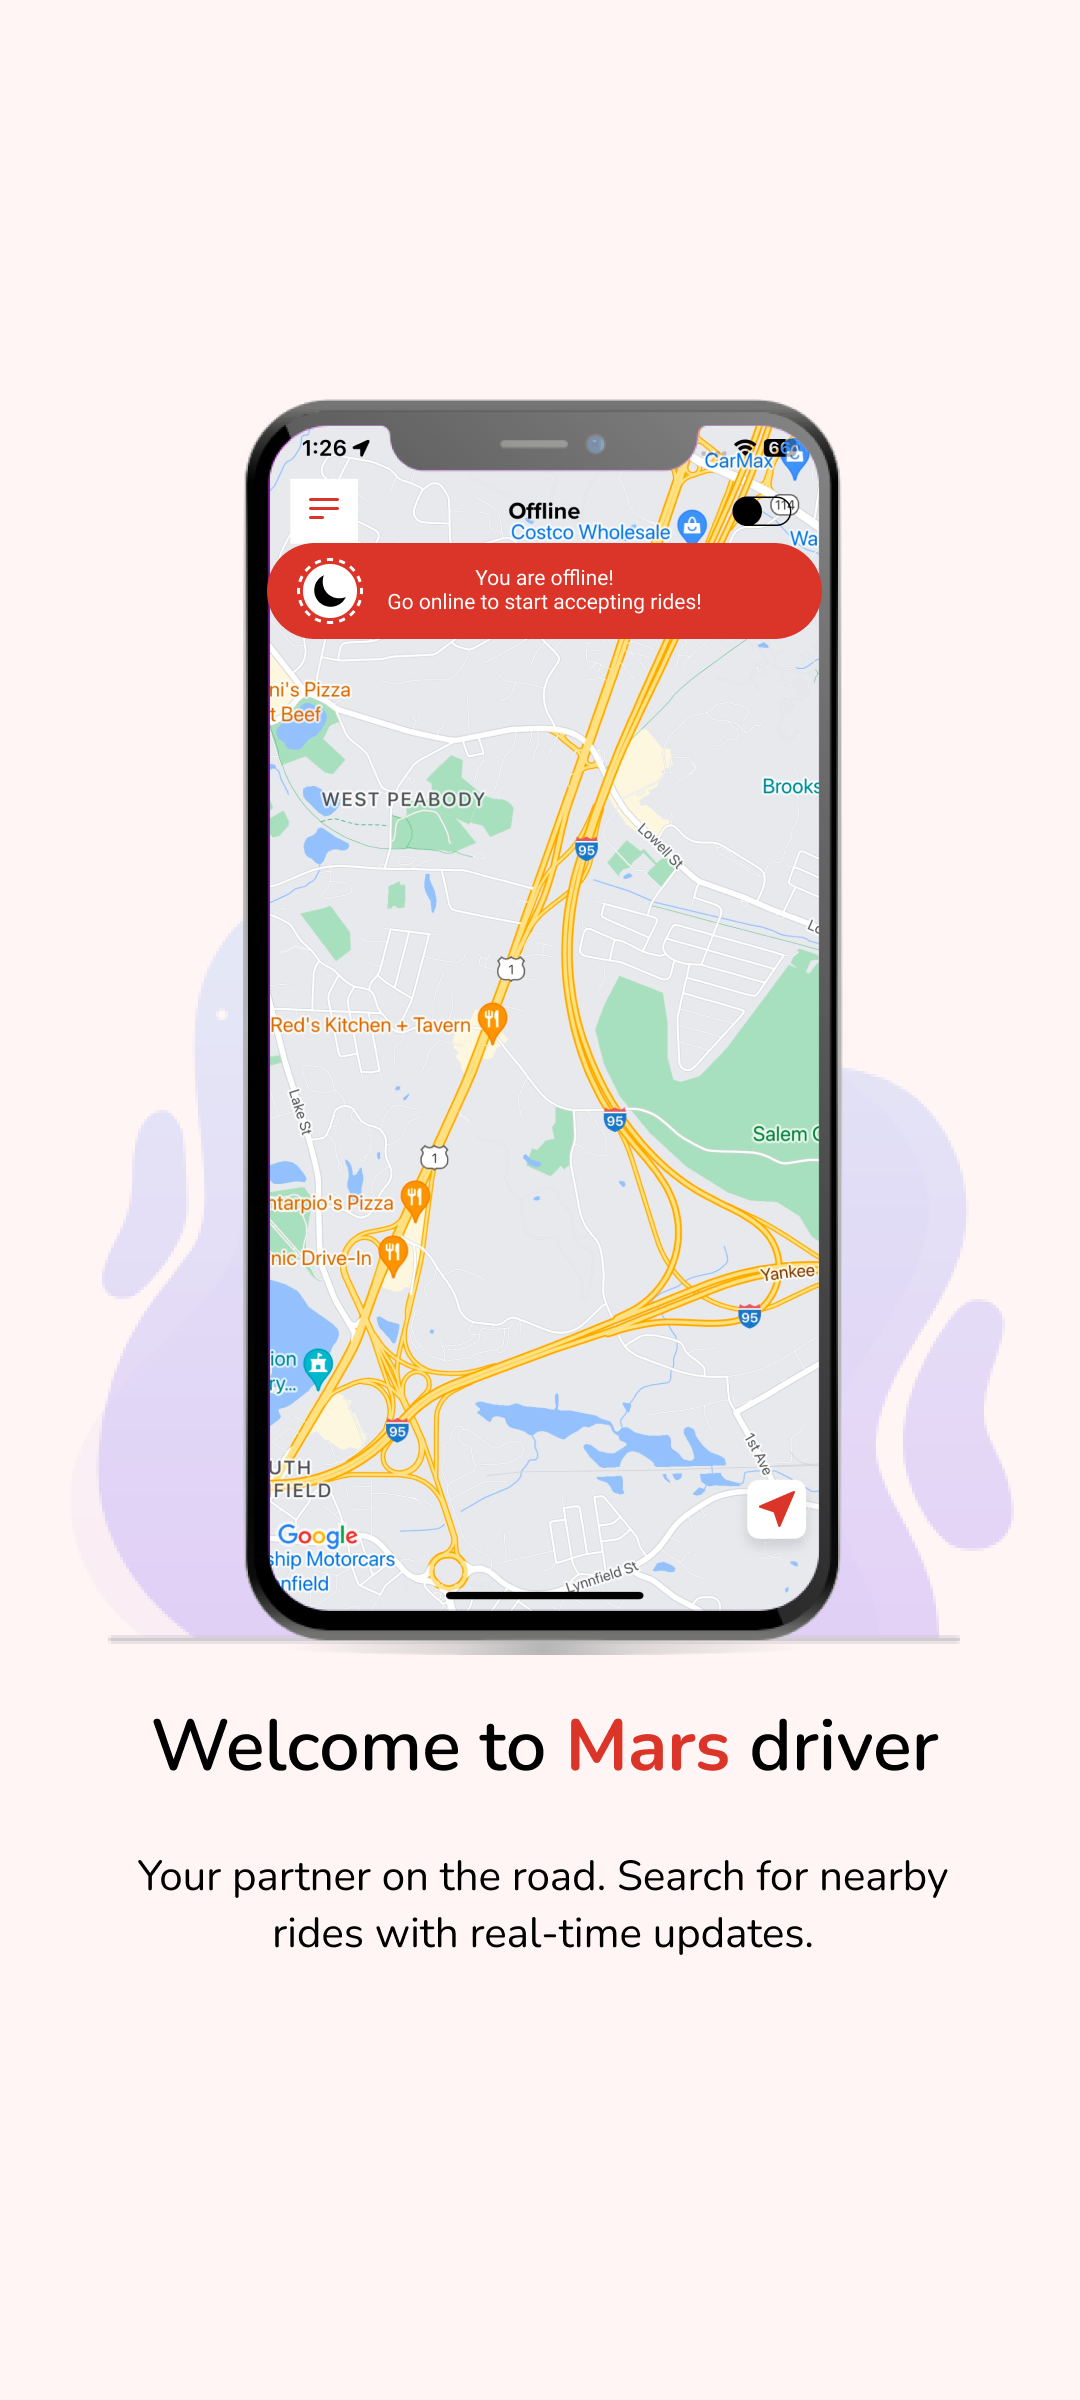 1:26
66
CarMax
114
Offline
Costco Wholesale
Wa
You are offline!
Go online to start accepting rides!
ni's Pizza
t Beef
Brooks
WEST PEABODY
Lowell St
95
Lo
1
Red's Kitchen + Tavern
Lake St
95
Salem
1
ntarpio's Pizza
nic Drive-In
Yankee
95
ion
ry...
95
1st Ave
UTH
FIELD
Google
ship Motorcars
nfield
Lynnfield St
Welcome to Mars driver
Your partner on the road. Search for nearby
rides with real-time updates.